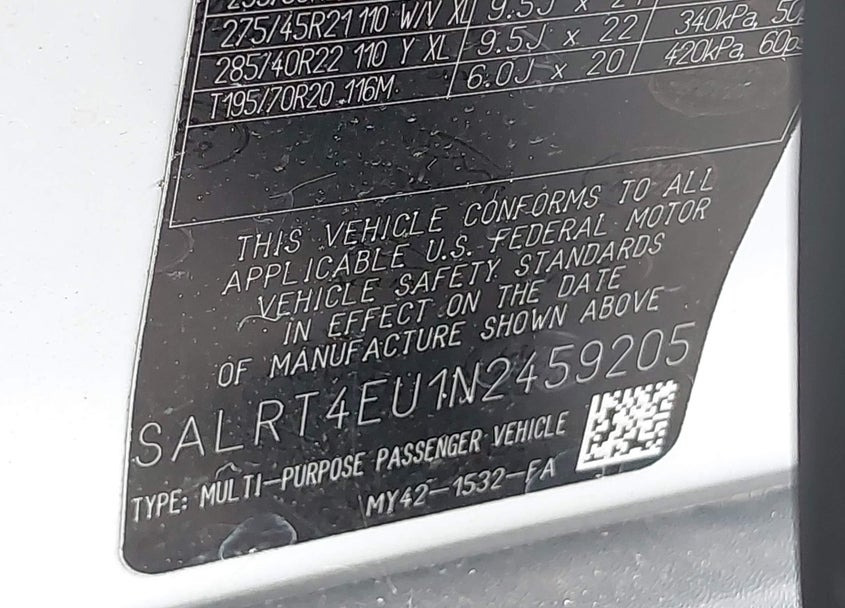 275/45R21 110 W/V XL 9.5J x 21
285/40R22 110 Y XL 9.5J x 22 340kPa, 50
T195/70R20 116M 6.0J x 20 420kPa, 60p
THIS VEHICLE CONFORMS TO ALL
APPLICABLE U.S. FEDERAL MOTOR
VEHICLE SAFETY STANDARDS
IN EFFECT ON THE DATE
OF MANUFACTURE SHOWN ABOVE
SALRT4EU1N2459205
TYPE: MULTI-PURPOSE PASSENGER VEHICLE
MY42-1532-FA